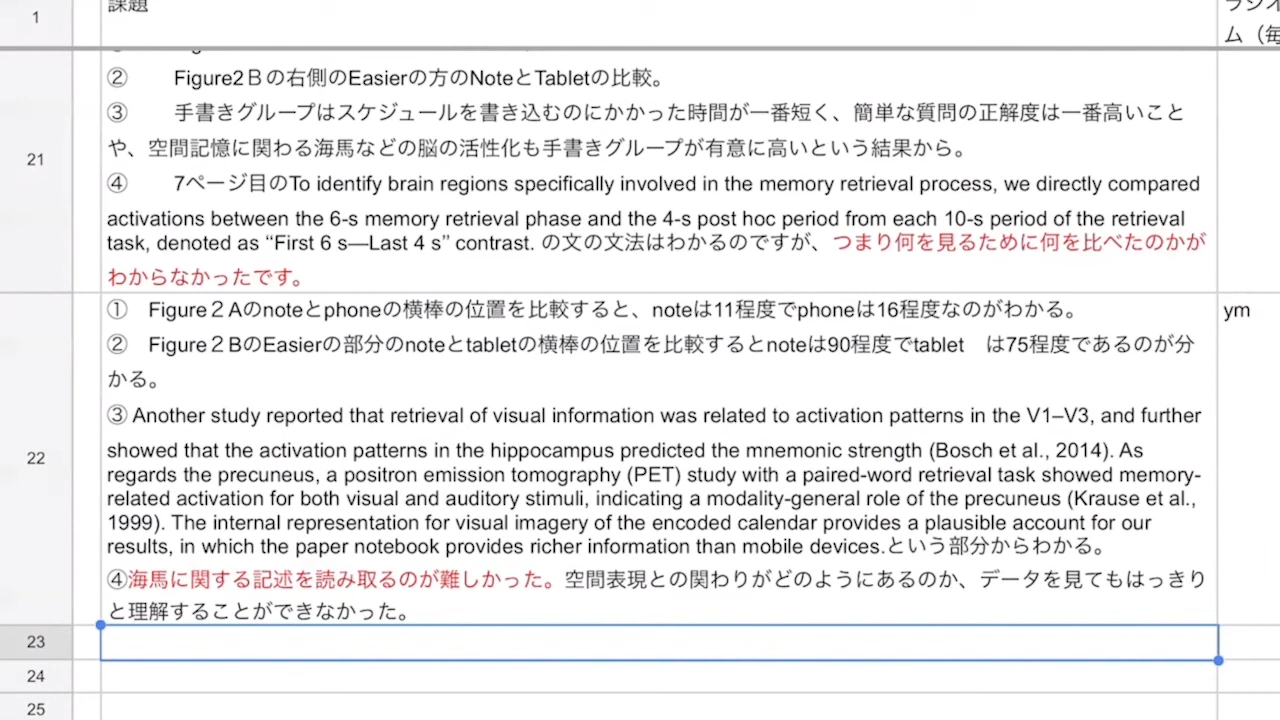 1
課題
ラジオ
ム（毎
② Figure2Ｂの右側のEasierの方のNoteとTabletの比較。
③ 手書きグループはスケジュールを書き込むのにかかった時間が一番短く、簡単な質問の正解度は一番高いこと
や、空間記憶に関わる海馬などの脳の活性化も手書きグループが有意に高いという結果から。
21
④ 7ページ目のTo identify brain regions specifically involved in the memory retrieval process, we directly compared
activations between the 6-s memory retrieval phase and the 4-s post hoc period from each 10-s period of the retrieval
task, denoted as “First 6 s—Last 4 s” contrast. の文の文法はわかるのですが、つまり何を見るために何を比べたのかが
わからなかったです。
① Figure２Aのnoteとphoneの横棒の位置を比較すると、noteは11程度でphoneは16程度なのがわかる。
ym
② Figure２BのEasierの部分のnoteとtabletの横棒の位置を比較するとnoteは90程度でtablet　は75程度であるのが分
かる。
③ Another study reported that retrieval of visual information was related to activation patterns in the V1–V3, and further
showed that the activation patterns in the hippocampus predicted the mnemonic strength (Bosch et al., 2014). As
22
regards the precuneus, a positron emission tomography (PET) study with a paired-word retrieval task showed memory-
related activation for both visual and auditory stimuli, indicating a modality-general role of the precuneus (Krause et al.,
1999). The internal representation for visual imagery of the encoded calendar provides a plausible account for our
results, in which the paper notebook provides richer information than mobile devices.という部分からわかる。
④海馬に関する記述を読み取るのが難しかった。空間表現との関わりがどのようにあるのか、データを見てもはっきり
と理解することができなかった。
23
24
25